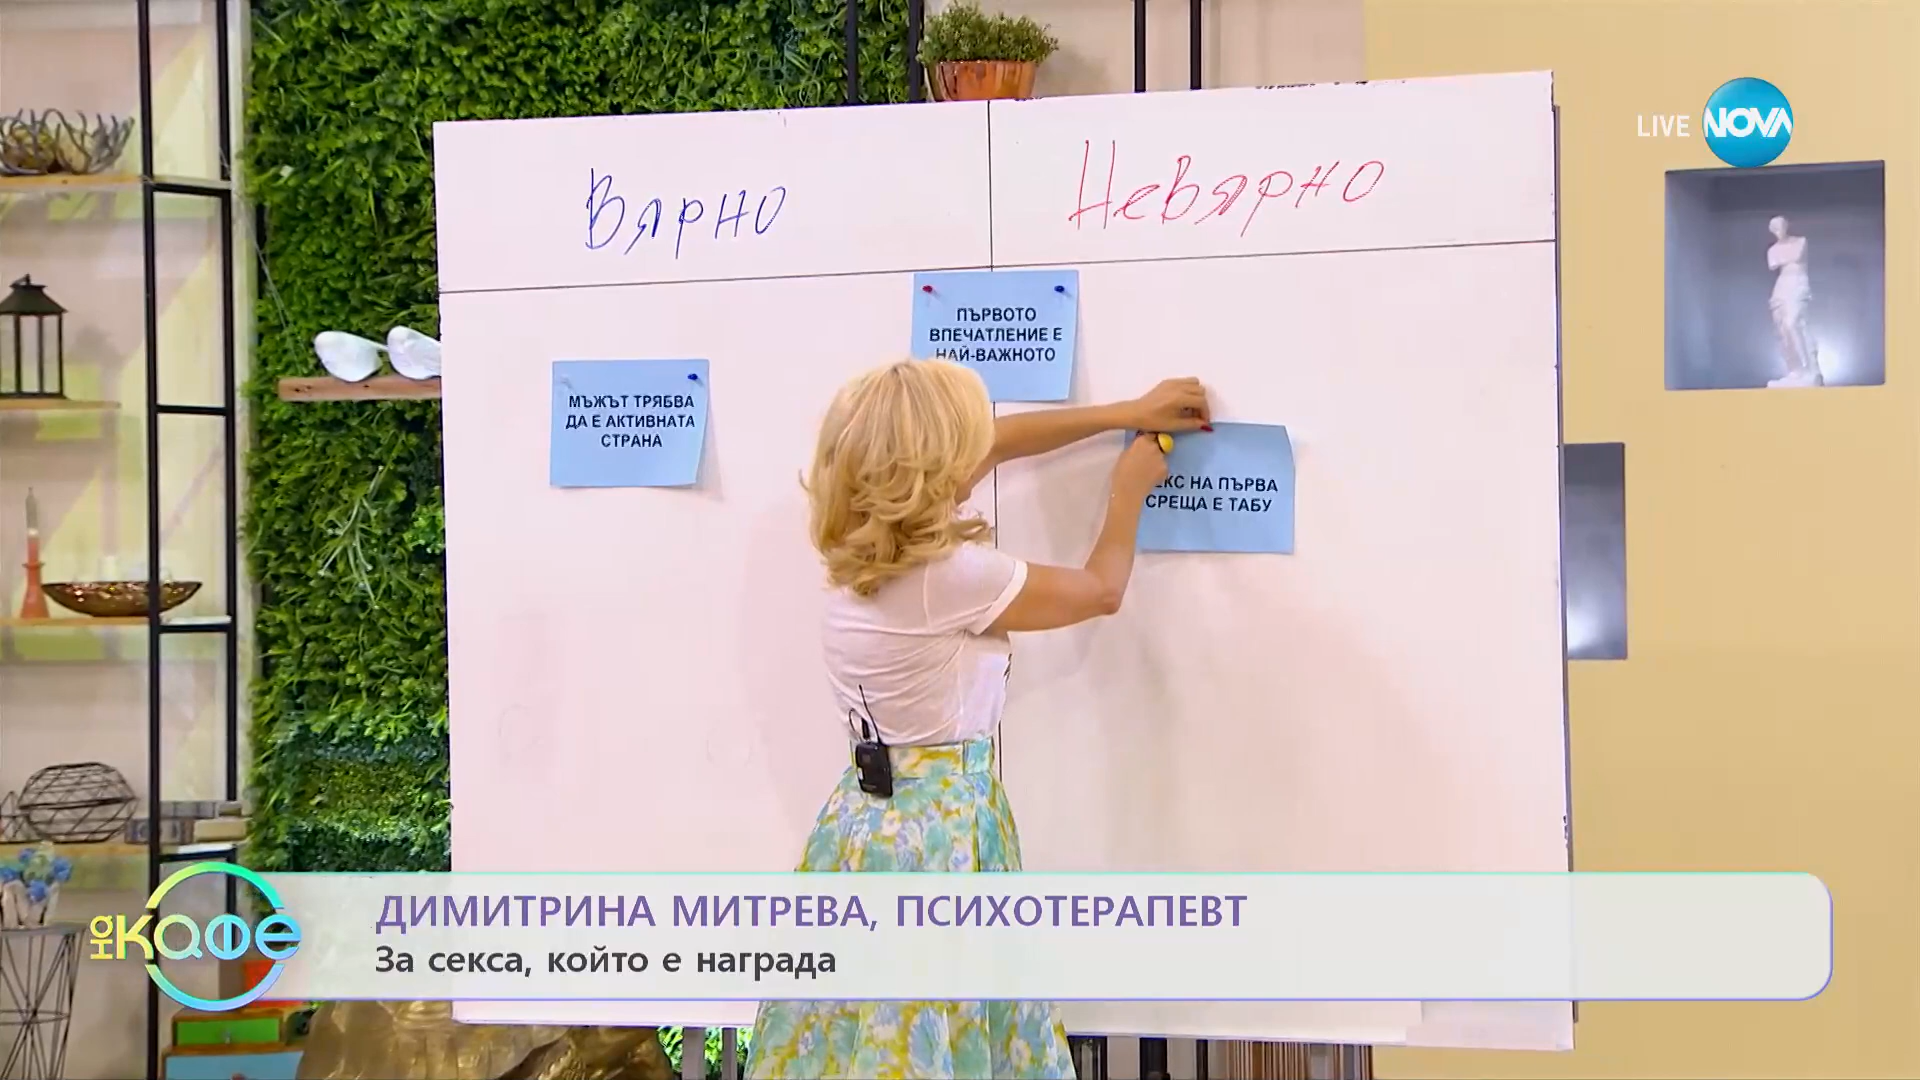 LIVE NOVA
Вярно
Невярно
ПЪРВОТО
ВПЕЧАТЛЕНИЕ Е
НАЙ-ВАЖНОТО
МЪЖЪТ ТРЯБВА
ДА Е АКТИВНАТА
СТРАНА
НА ПЪРВА
СРЕЩА Е ТАБУ
на кафе
ДИМИТРИНА МИТРЕВА, ПСИХОТЕРАПЕВТ
За секса, който е награда